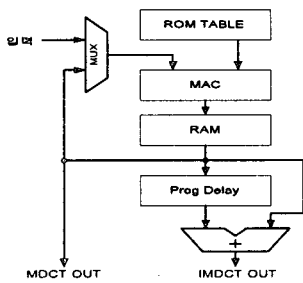 입 력
MUX
ROM TABLE
MAC
RAM
Prog Delay
+
MDCT OUT
IMDCT OUT